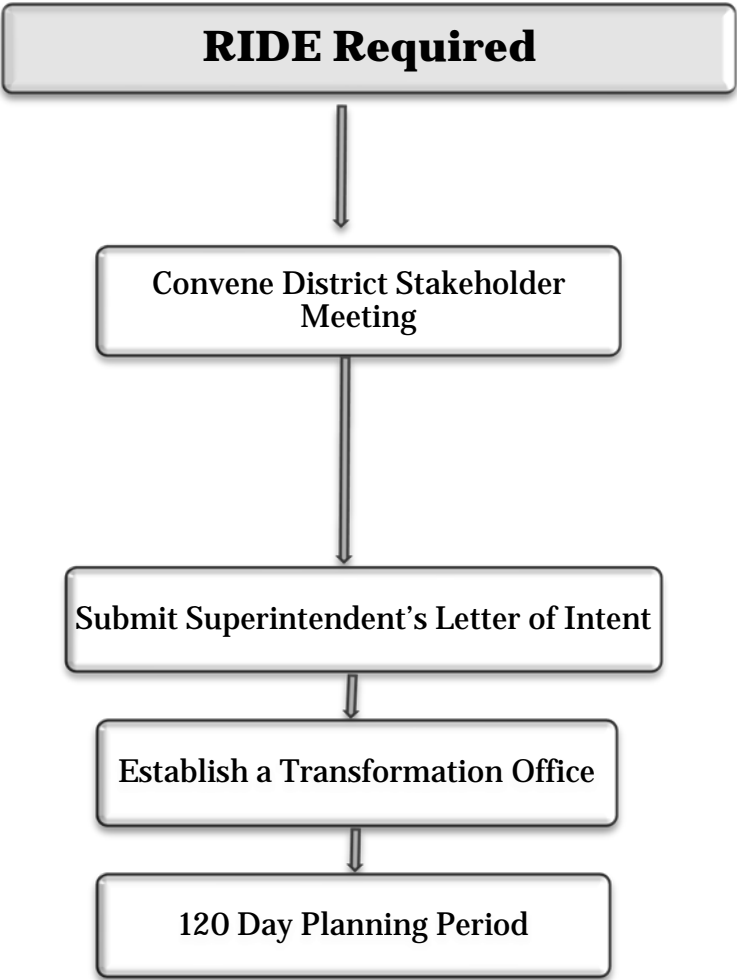 RIDE Required
Convene District Stakeholder
Meeting
Submit Superintendent’s Letter of Intent
Establish a Transformation Office
120 Day Planning Period